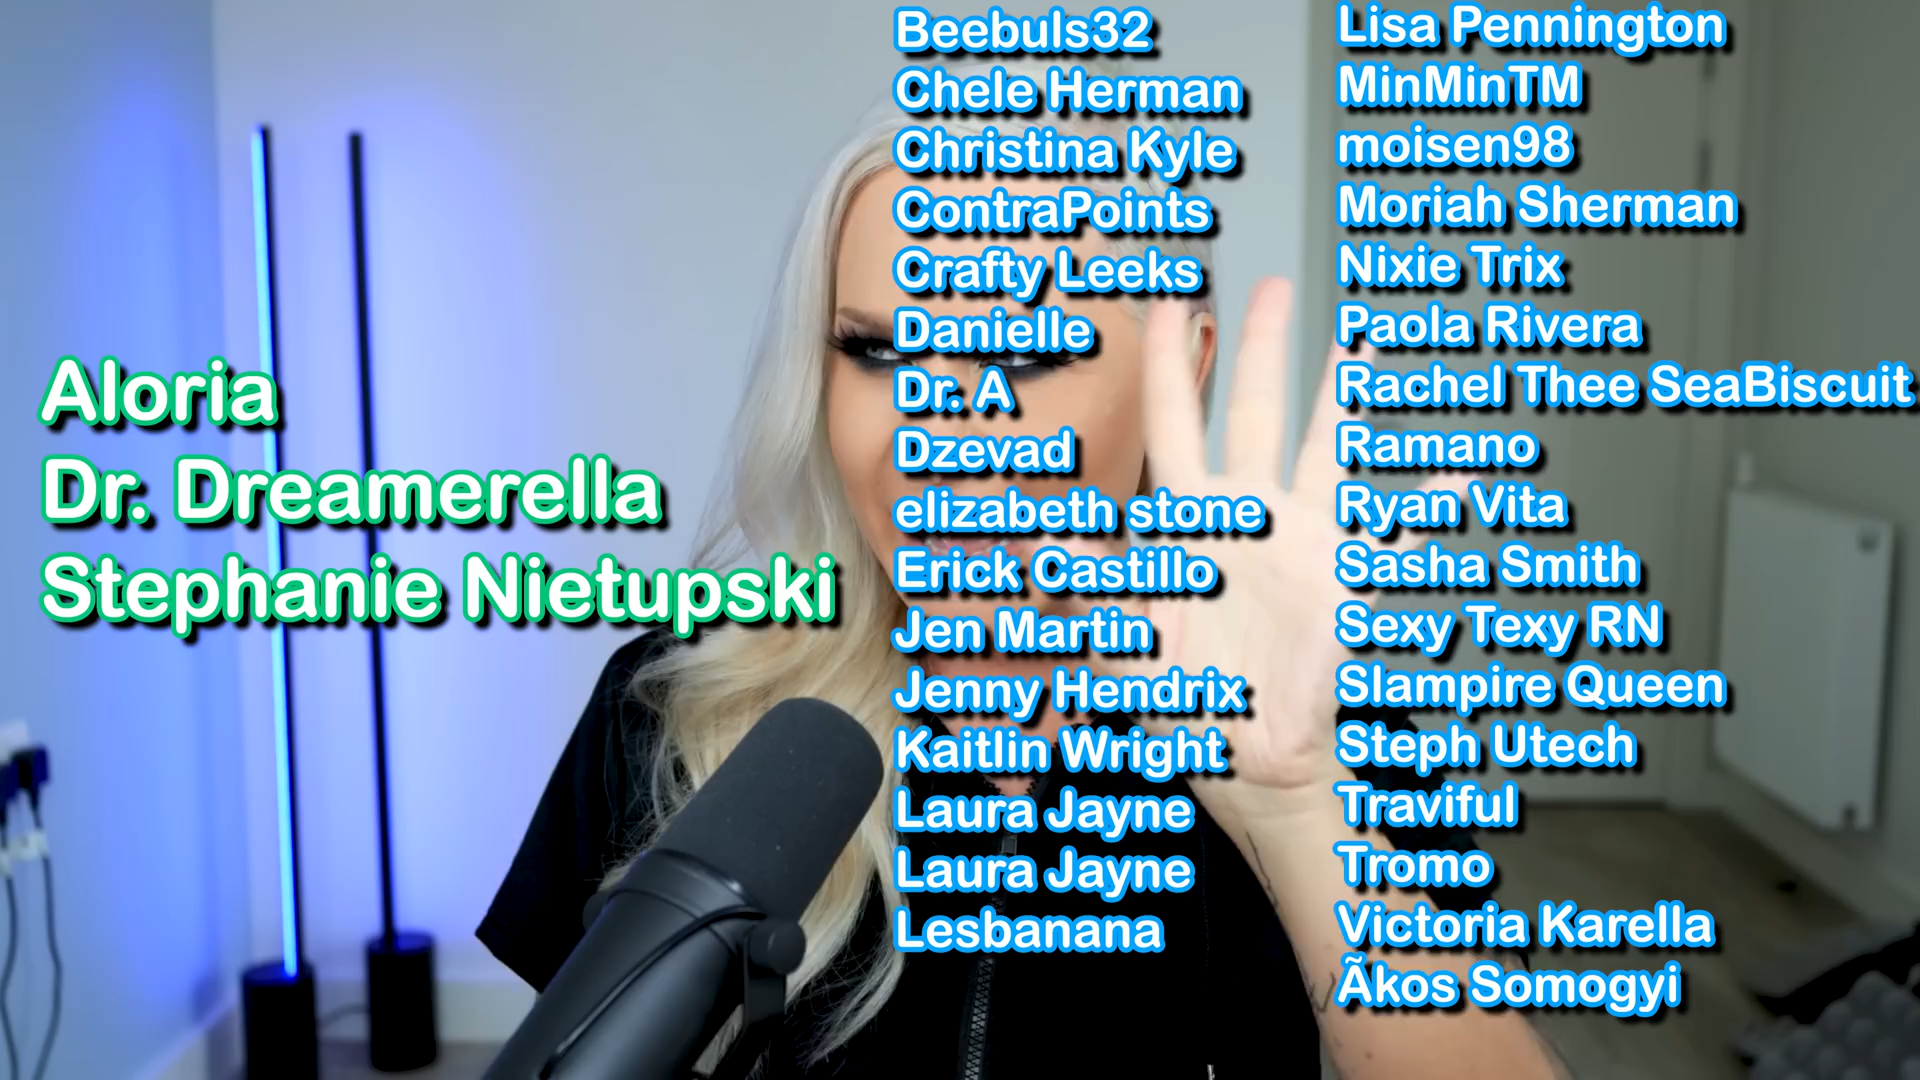 Aloria
Dr. Dreamerella
Stephanie Nietupski
Beebuls32
Chele Herman
Christina Kyle
ContraPoints
Crafty Leeks
Danielle
Dr. A
Dzevad
elizabeth stone
Erick Castillo
Jen Martin
Jenny Hendrix
Kaitlin Wright
Laura Jayne
Laura Jayne
Lesbanana
Lisa Pennington
MinMinTM
moisen98
Moriah Sherman
Nixie Trix
Paola Rivera
Rachel Thee SeaBiscuit
Ramano
Ryan Vita
Sasha Smith
Sexy Texy RN
Slampire Queen
Steph Utech
Traviful
Tromo
Victoria Karella
Ãkos Somogyi